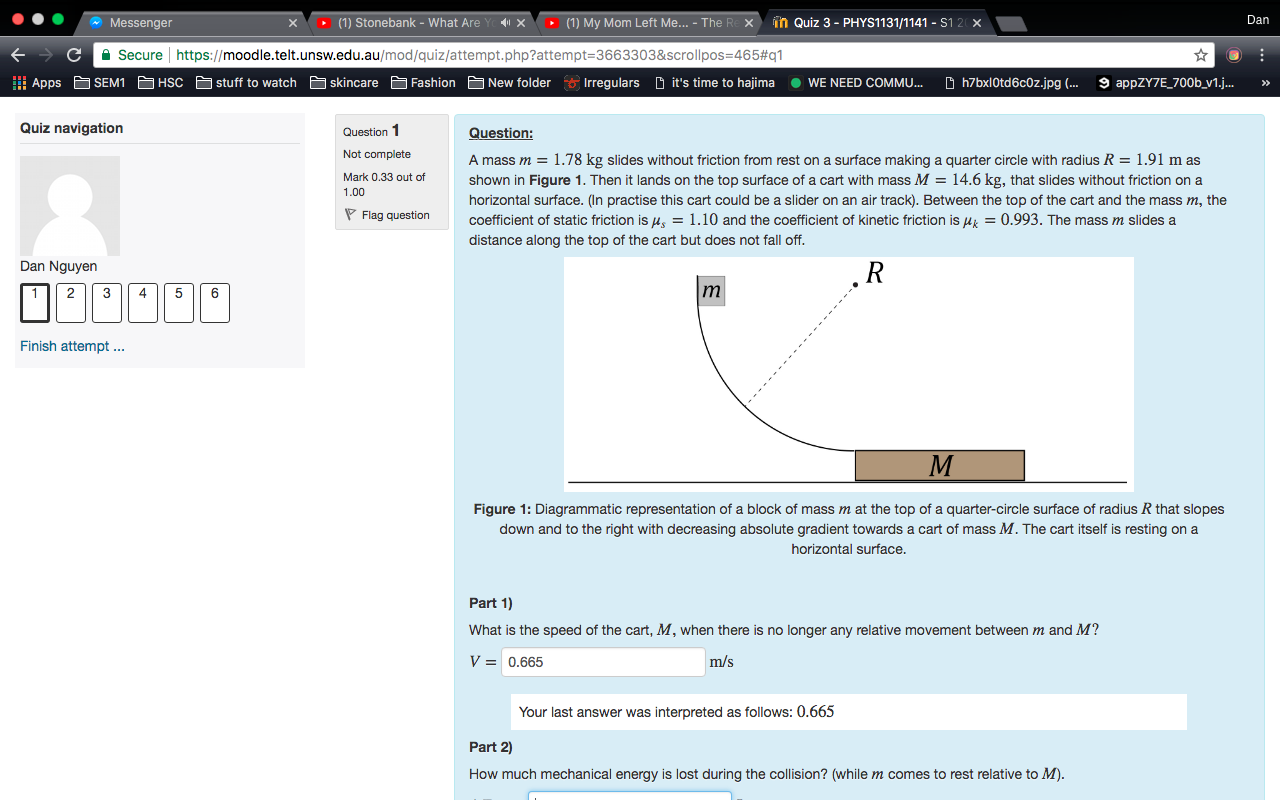 Messenger
(1) Stonebank - What Are Y
(1) My Mom Left Me... - The Re
Quiz 3 - PHYS1131/1141 - S1 20
Dan
Secure
https://moodle.telt.unsw.edu.au/mod/quiz/attempt.php?attempt=3663303&scrollpos=465#q1
Apps
SEM1
HSC
stuff to watch
skincare
Fashion
New folder
Irregulars
it's time to hajima
WE NEED COMMU...
h7bxl0td6c0z.jpg (...
appZY7E_700b_v1.j...
»
Quiz navigation
Dan Nguyen
1 2 3 4 5 6
Finish attempt ...
Question 1
Not complete
Mark 0.33 out of
1.00
Flag question
Question:
A mass m = 1.78 kg slides without friction from rest on a surface making a quarter circle with radius R = 1.91 m as
shown in Figure 1. Then it lands on the top surface of a cart with mass M = 14.6 kg, that slides without friction on a
horizontal surface. (In practise this cart could be a slider on an air track). Between the top of the cart and the mass m, the
coefficient of static friction is μs = 1.10 and the coefficient of kinetic friction is μk = 0.993. The mass m slides a
distance along the top of the cart but does not fall off.
R
m
M
Figure 1: Diagrammatic representation of a block of mass m at the top of a quarter-circle surface of radius R that slopes
down and to the right with decreasing absolute gradient towards a cart of mass M. The cart itself is resting on a
horizontal surface.
Part 1)
What is the speed of the cart, M, when there is no longer any relative movement between m and M?
V = 0.665 m/s
Your last answer was interpreted as follows: 0.665
Part 2)
How much mechanical energy is lost during the collision? (while m comes to rest relative to M).